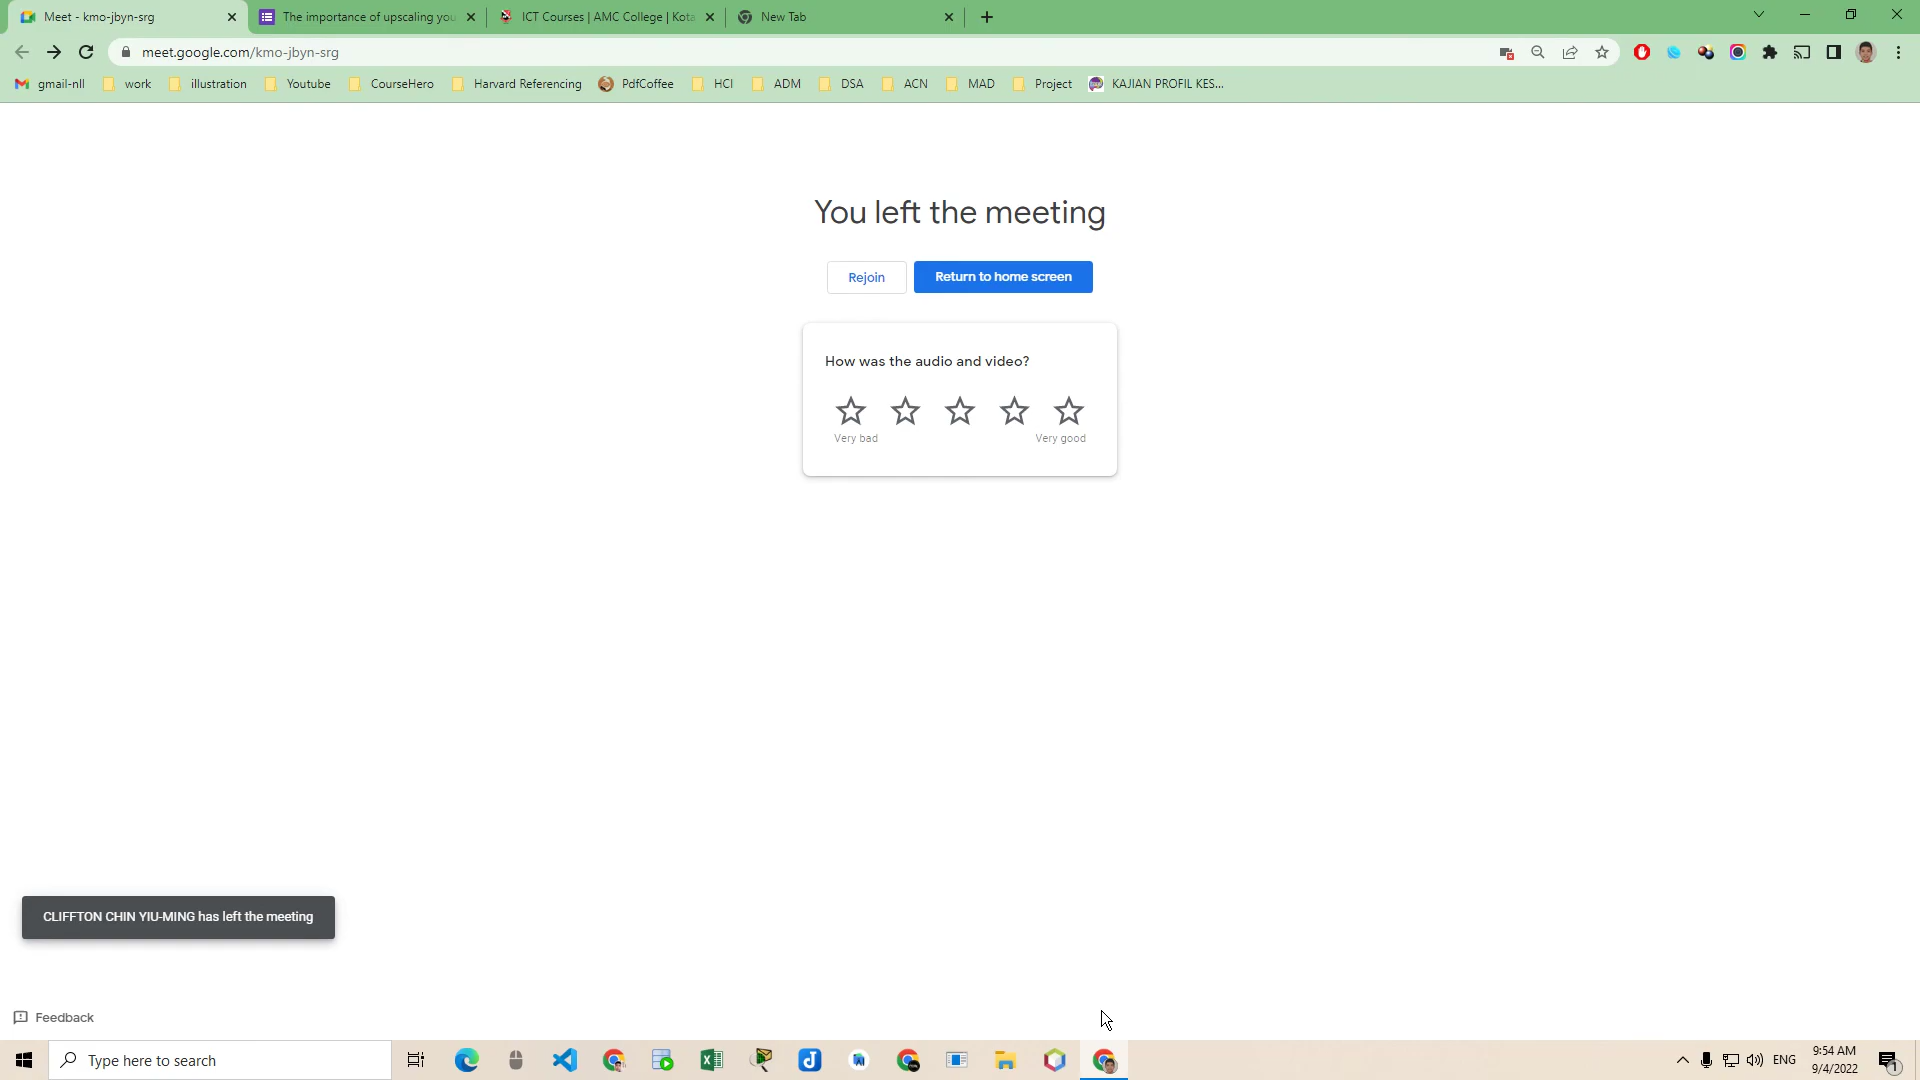 Meet - kmo-jbyn-srg
The importance of upscaling you
ICT Courses | AMC College | Kota
New Tab
meet.google.com/kmo-jbyn-srg
gmail-nll
work
illustration
Youtube
CourseHero
Harvard Referencing
PdfCoffee
HCI
ADM
DSA
ACN
MAD
Project
KAJIAN PROFIL KES...
You left the meeting
Rejoin
Return to home screen
How was the audio and video?
Very bad
Very good
CLIFFTON CHIN YIU-MING has left the meeting
Feedback
Type here to search
ENG
9:54 AM
9/4/2022
1